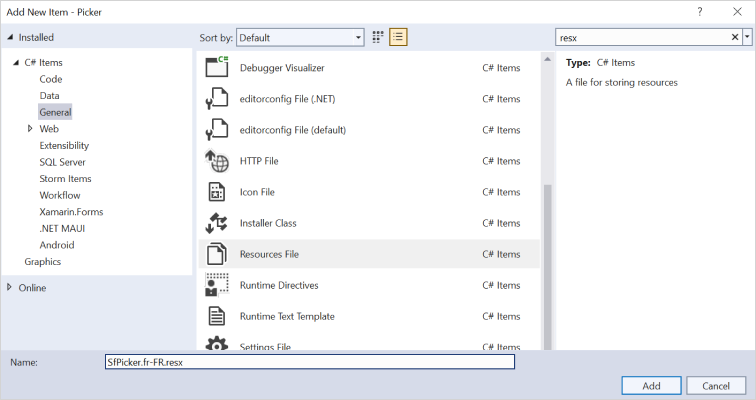 Add New Item - Picker
Installed
Sort by: Default
resx
C# Items
Code
Data
General
Web
Extensibility
SQL Server
Storm Items
Workflow
Xamarin.Forms
.NET MAUI
Android
Graphics
Online
Debugger Visualizer C# Items
editorconfig File (.NET) C# Items
editorconfig File (default) C# Items
HTTP File C# Items
Icon File C# Items
Installer Class C# Items
Resources File C# Items
Runtime Directives C# Items
Runtime Text Template C# Items
Settings File C# Items
Type: C# Items
A file for storing resources
Name: SfPicker.fr-FR.resx
Add Cancel